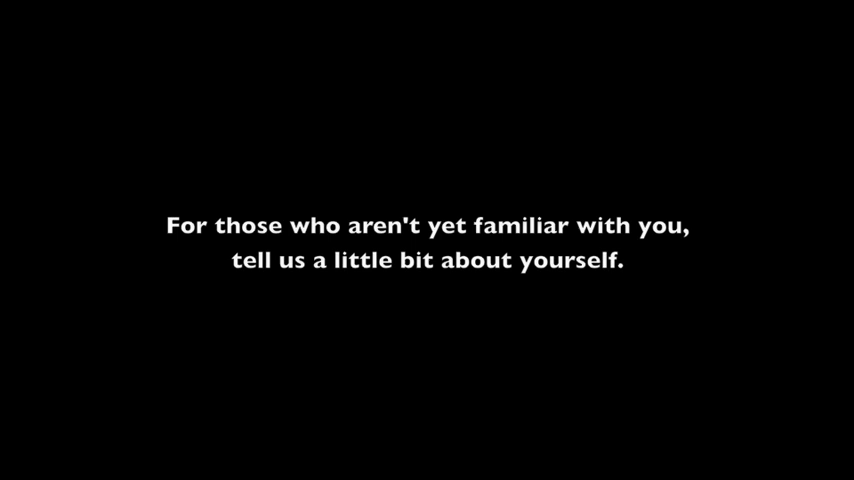 For those who aren't yet familiar with you,
tell us a little bit about yourself.